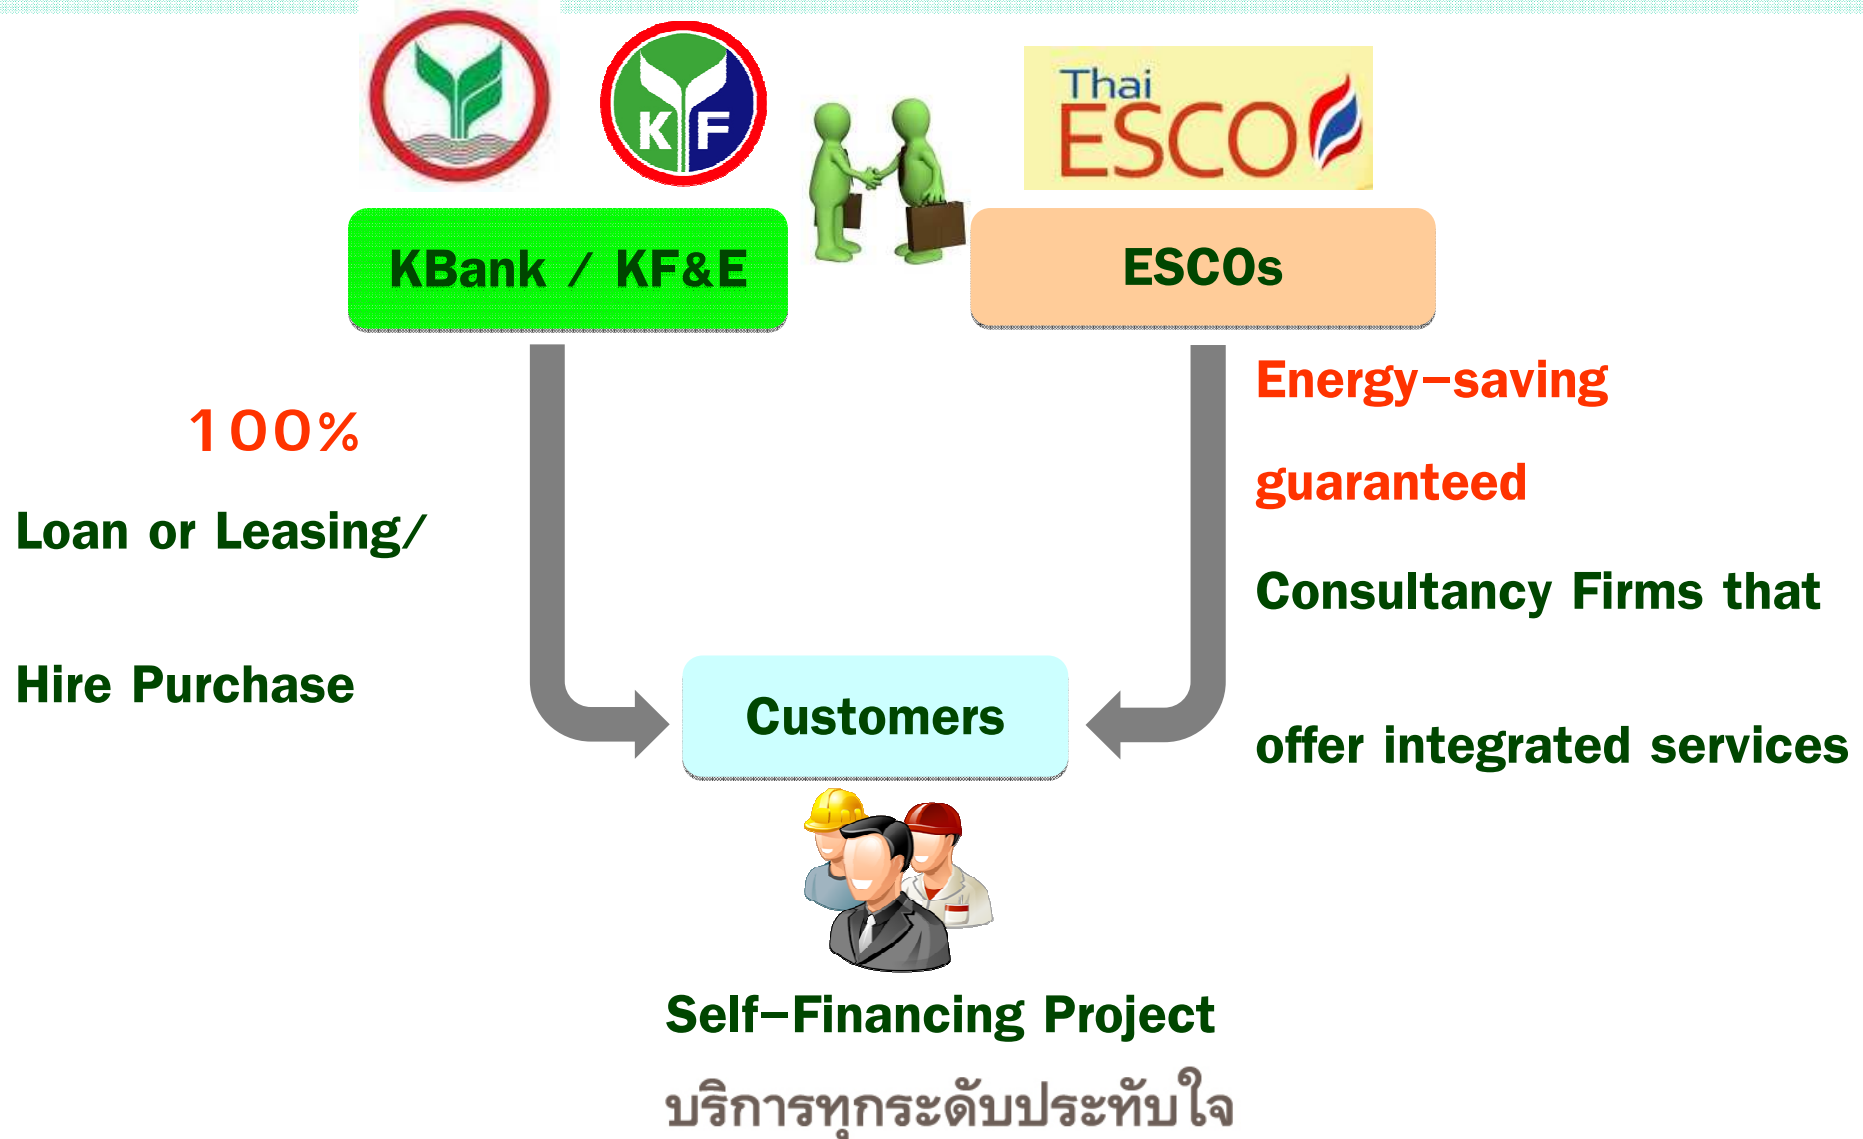 K F
Thai
ESCO
KBank / KF&E
ESCOs
100%
Loan or Leasing/
Hire Purchase
Energy-saving
guaranteed
Consultancy Firms that
offer integrated services
Customers
Self-Financing Project
บริการทุกระดับประทับใจ